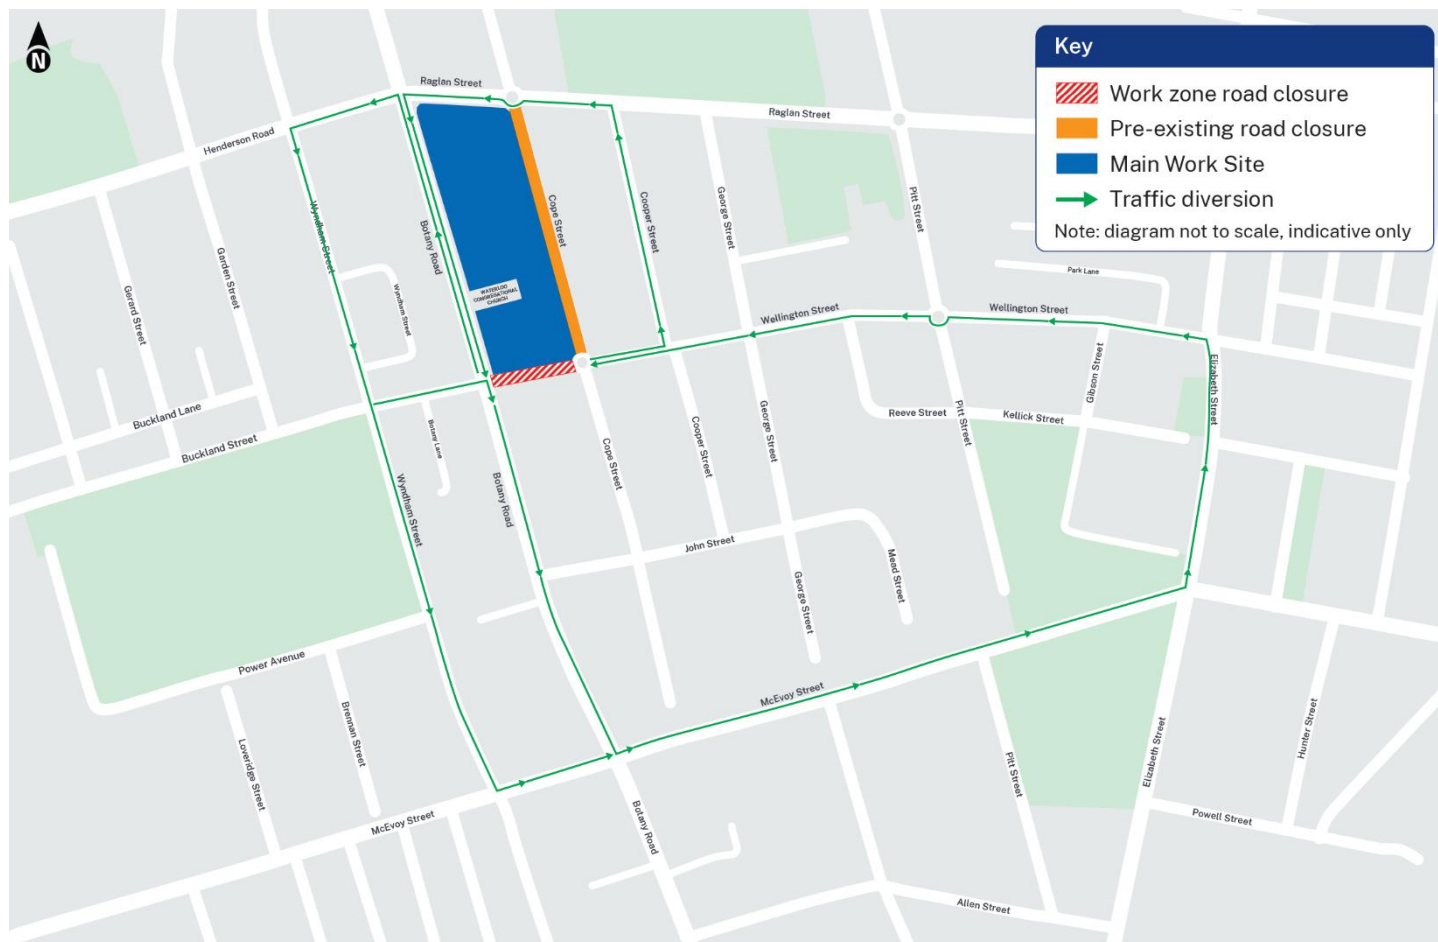 N
Key
Work zone road closure
Pre-existing road closure
Main Work Site
Traffic diversion
Note: diagram not to scale, indicative only
Raglan Street
Raglan Street
Henderson Road
Wyndham Street
Botany Road
Cope Street
Cooper Street
George Street
Pitt Street
Garden Street
Gerard Street
Wyndham Street
WATERLOO
CONGREGATIONAL
CHURCH
Park Lane
Wellington Street
Wellington Street
Gibson Street
Elizabeth Street
Buckland Lane
Buckland Street
Botany Lane
Reeve Street
Kellick Street
Pitt Street
George Street
Cooper Street
Cope Street
Botany Road
Wyndham Street
John Street
Mead Street
George Street
Power Avenue
Brennan Street
Loveridge Street
McEvoy Street
McEvoy Street
Botany Road
Pitt Street
Elizabeth Street
Hunter Street
Powell Street
Allen Street